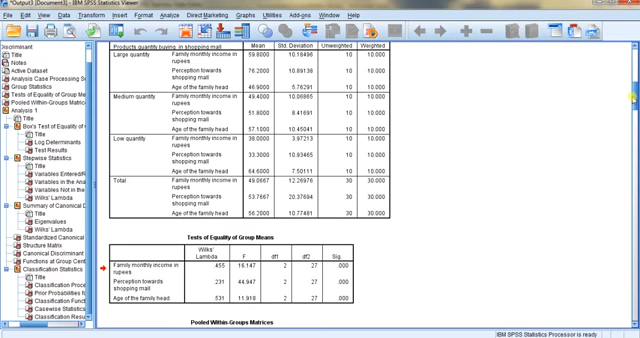 *Output3 [Document3] - IBM SPSS Statistics Viewer
File Edit View Data Transform Insert Format Analyze Direct Marketing Graphs Utilities Add-ons Window Help
Discriminant
Title
Notes
Active Dataset
Analysis Case Processing S
Group Statistics
Tests of Equality of Group M
Pooled Within-Groups Matrices
Analysis 1
Title
Box's Test of Equality of
Title
Log Determinants
Test Results
Stepwise Statistics
Title
Variables Entered/R
Variables in the Ana
Variables Not in the
Wilks' Lambda
Summary of Canonical D
Title
Eigenvalues
Wilks' Lambda
Standardized Canonical
Structure Matrix
Canonical Discriminant
Functions at Group Cent
Classification Statistics
Title
Classification Proce
Prior Probabilities
Classification Funct
Casewise Statistics
Classification Resu
Products quantity buying in shopping mall Mean Std. Deviation Unweighted Weighted
Large quantity Family monthly income in rupees 59.8000 10.18496 10 10.000
Perception towards shopping mall 76.2000 10.89138 10 10.000
Age of the family head 46.9000 5.76291 10 10.000
Medium quantity Family monthly income in rupees 49.4000 10.06865 10 10.000
Perception towards shopping mall 51.8000 8.41691 10 10.000
Age of the family head 57.1000 10.45041 10 10.000
Low quantity Family monthly income in rupees 38.0000 3.97213 10 10.000
Perception towards shopping mall 33.3000 10.93465 10 10.000
Age of the family head 64.6000 7.50111 10 10.000
Total Family monthly income in rupees 49.0667 12.26976 30 30.000
Perception towards shopping mall 53.7667 20.37694 30 30.000
Age of the family head 56.2000 10.77481 30 30.000
Tests of Equality of Group Means
Wilks' Lambda F df1 df2 Sig.
Family monthly income in rupees .455 16.147 2 27 .000
Perception towards shopping mall .231 44.947 2 27 .000
Age of the family head .531 11.918 2 27 .000
Pooled Within-Groups Matrices
IBM SPSS Statistics Processor is ready